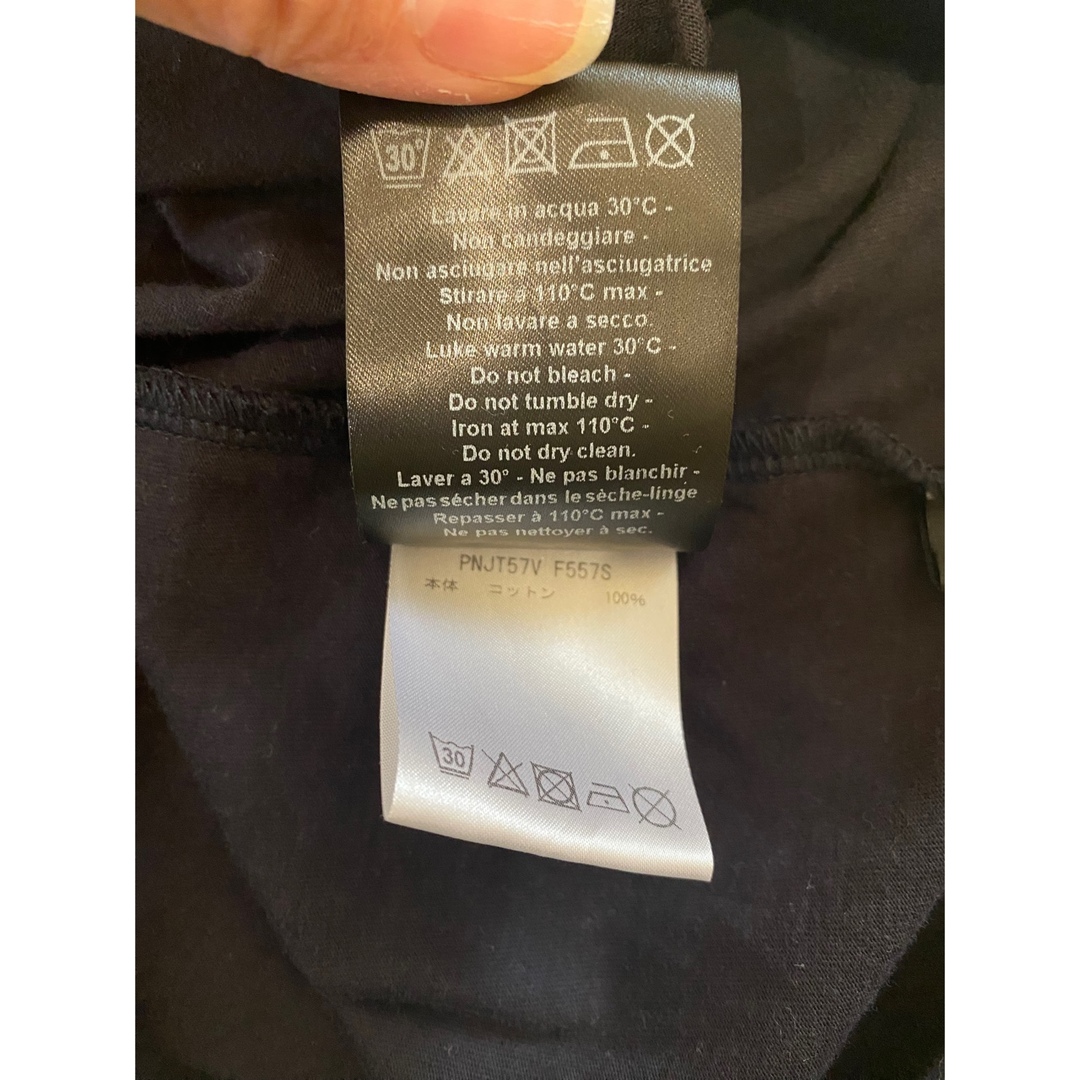 30°
Lavare in acqua 30°C -
Non candeggiare -
Non asciugare nell'asciugatrice
Stirare a 110°C max -
Non lavare a secco.
Luke warm water 30°C -
Do not bleach -
Do not tumble dry -
Iron at max 110°C -
Do not dry clean.
Laver a 30° - Ne pas blanchir -
Ne pas sécher dans le sèche-linge
Repasser à 110°C max -
Ne pas nettoyer à sec.
PNJT57V F557S
本体 コットン 100%
30